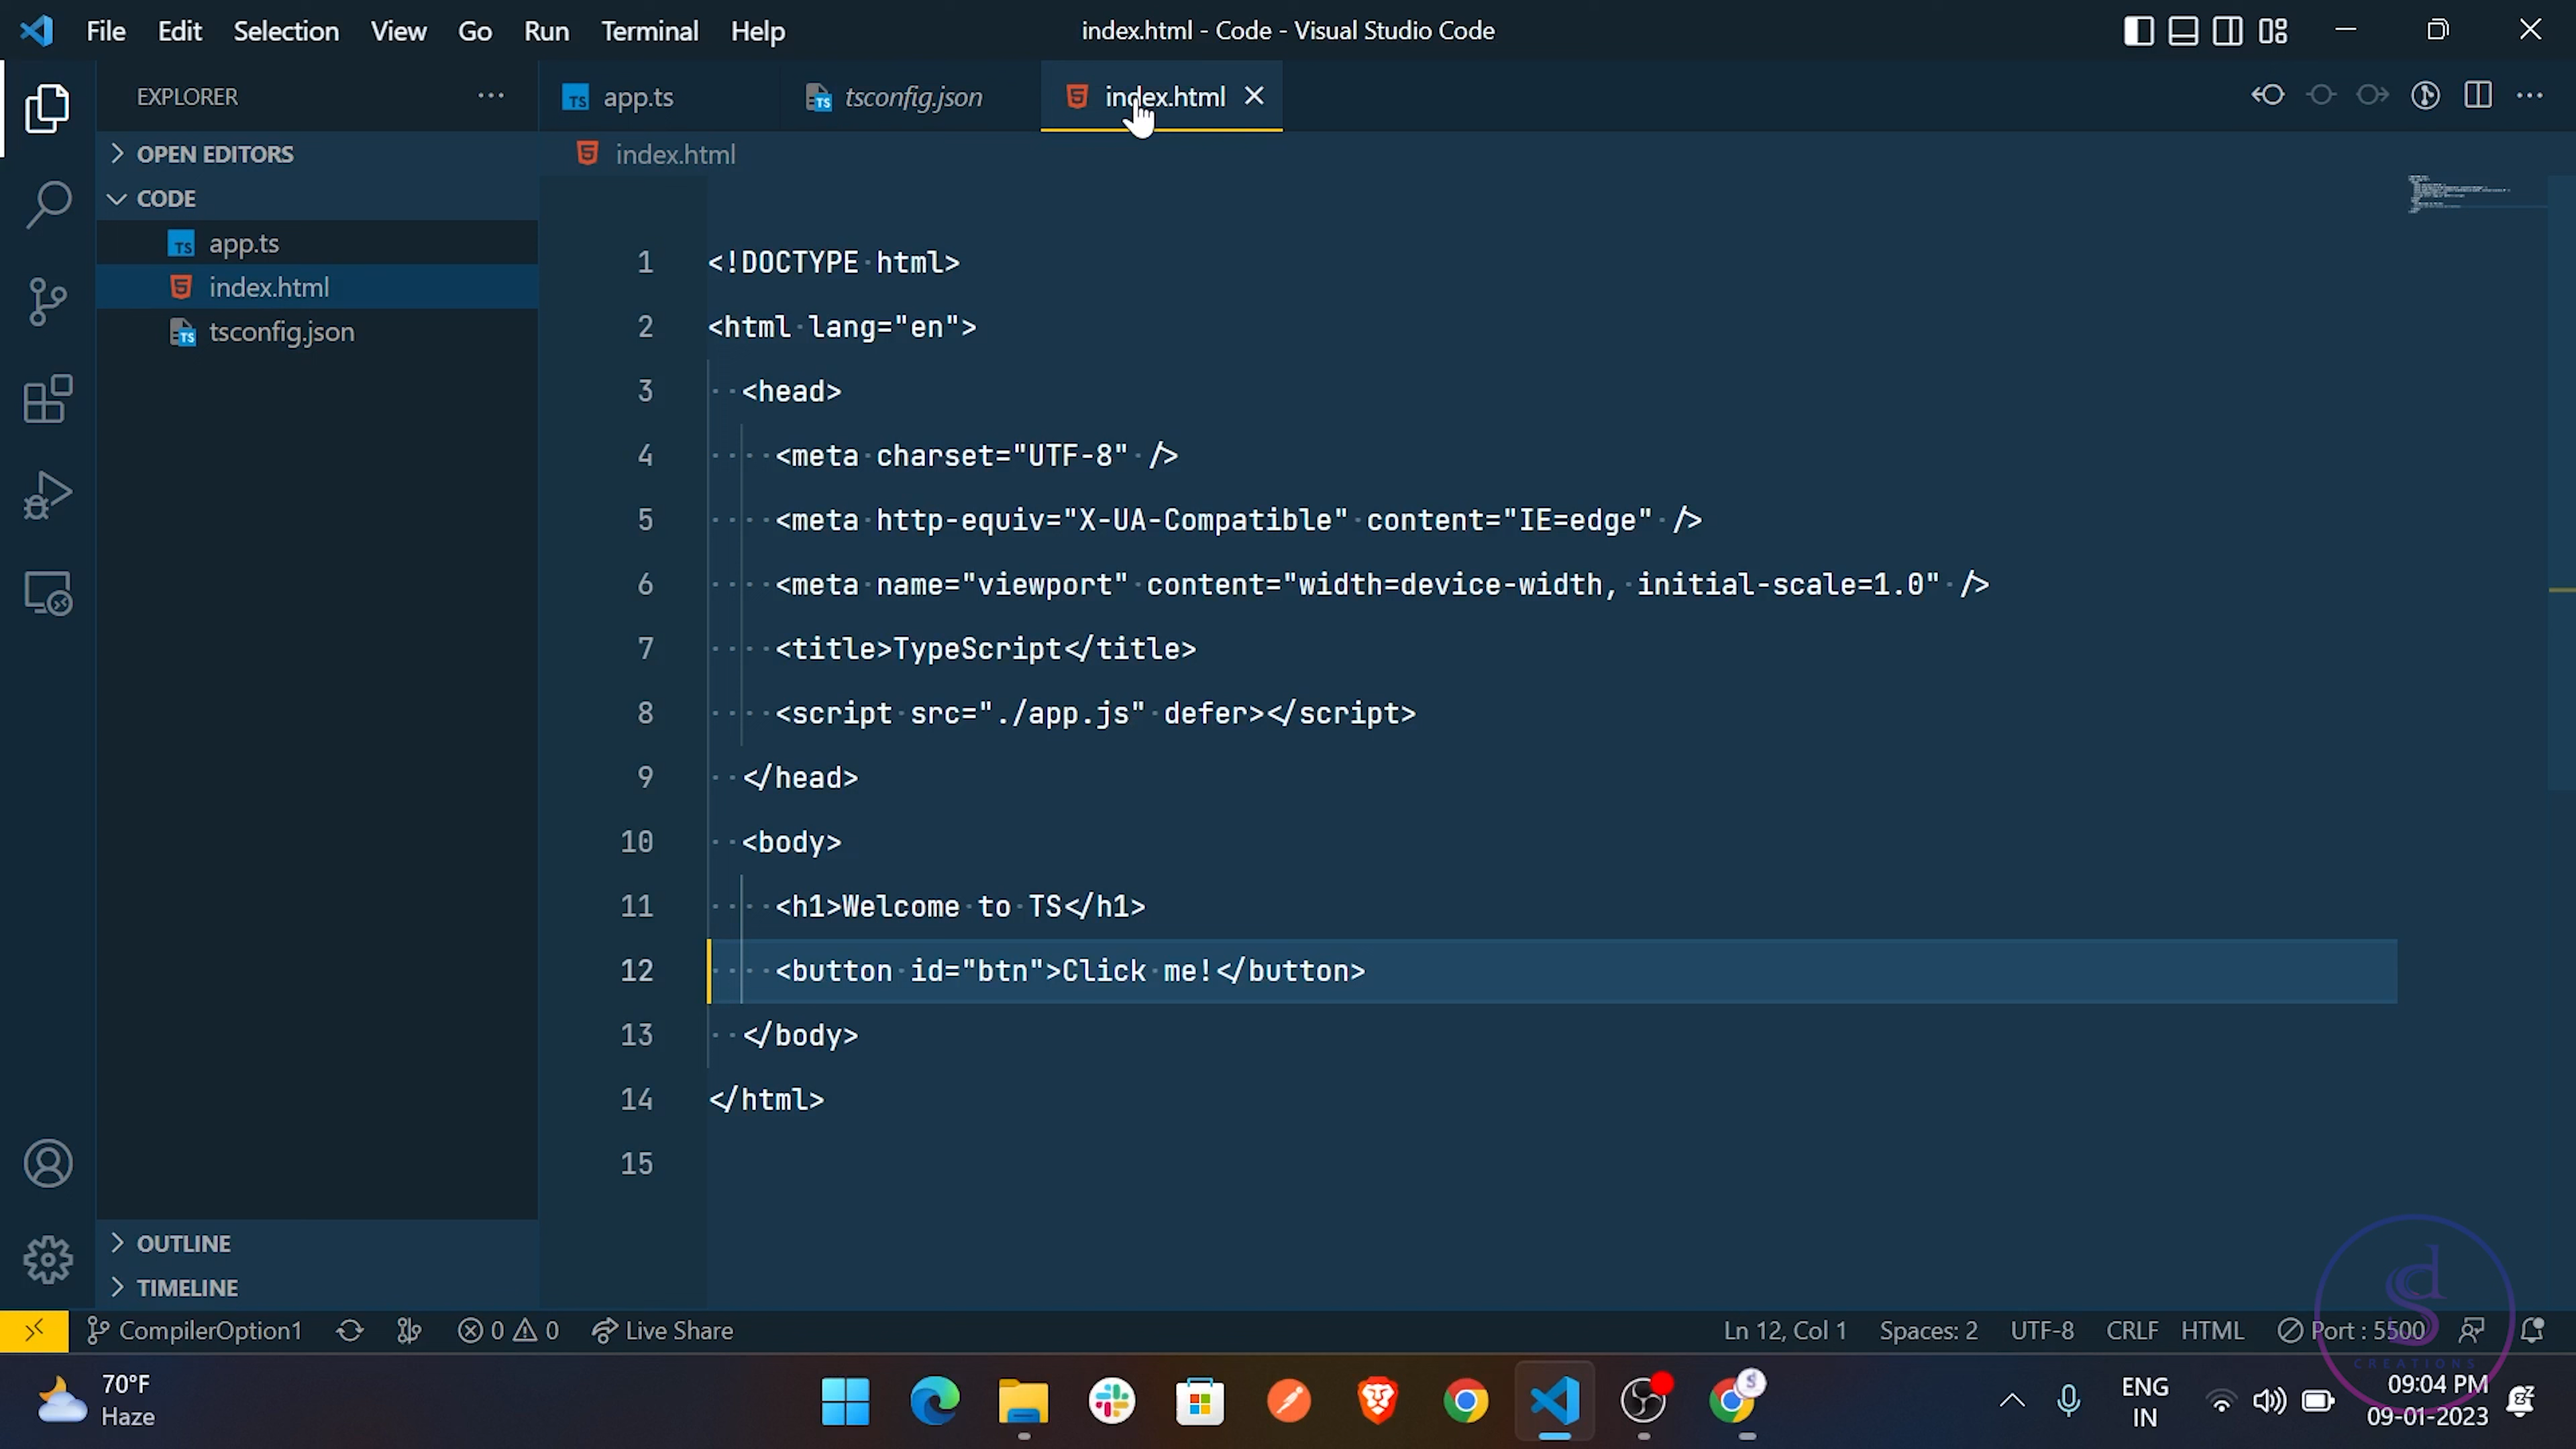 File Edit Selection View Go Run Terminal Help
index.html - Code - Visual Studio Code
EXPLORER
app.ts
tsconfig.json
index.html
OPEN EDITORS
index.html
CODE
app.ts
index.html
tsconfig.json
1 <!DOCTYPE html>
2 <html lang="en">
3 <head>
4 <meta charset="UTF-8" />
5 <meta http-equiv="X-UA-Compatible" content="IE=edge" />
6 <meta name="viewport" content="width=device-width, initial-scale=1.0" />
7 <title>TypeScript</title>
8 <script src="./app.js" defer></script>
9 </head>
10 <body>
11 <h1>Welcome to TS</h1>
12 <button id="btn">Click me!</button>
13 </body>
14 </html>
15
OUTLINE
TIMELINE
CompilerOption1 0 0 Live Share
Ln 12, Col 1 Spaces: 2 UTF-8 CRLF HTML Port : 5500
CREATIONS
70°F
Haze
ENG
IN
09:04 PM
09-01-2023